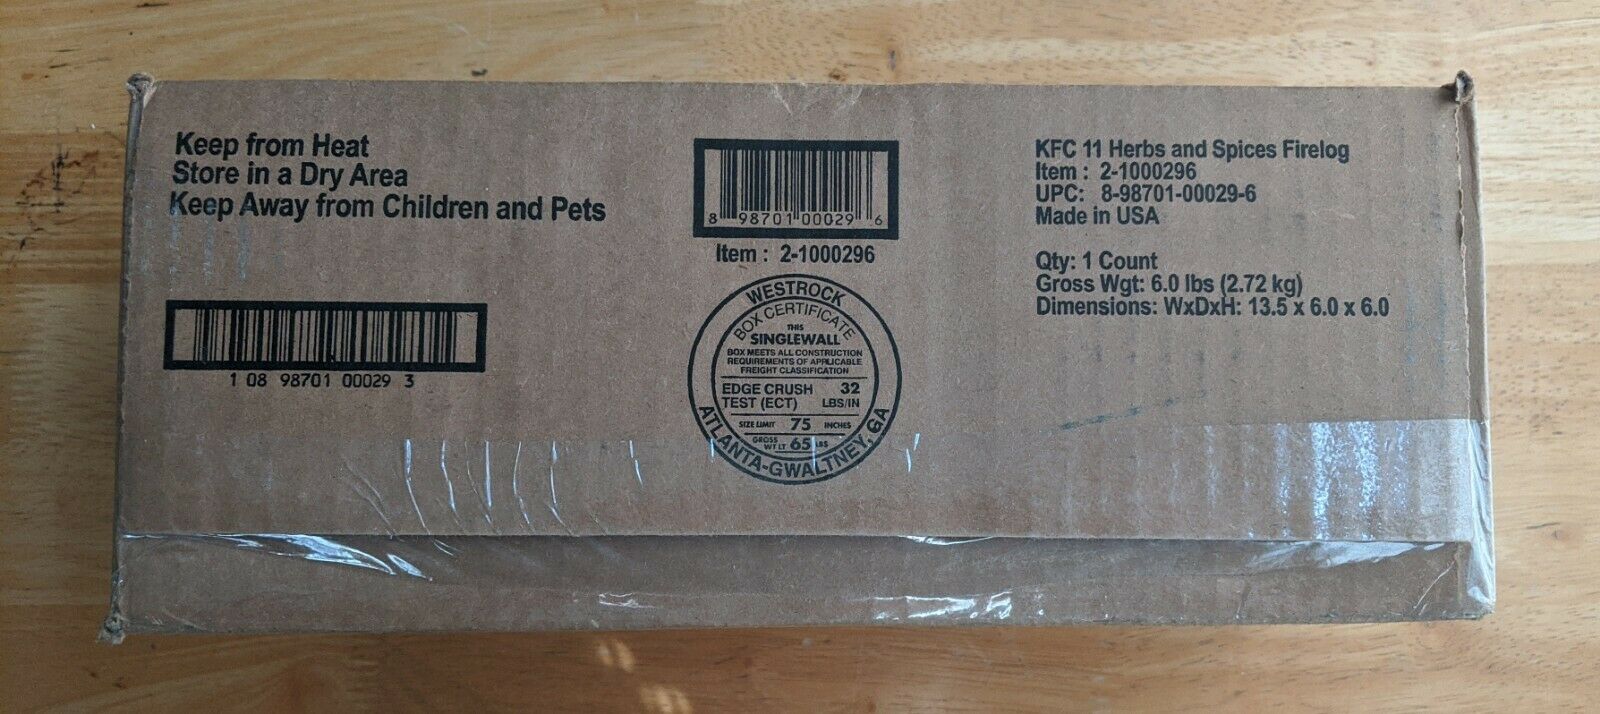 Keep from Heat
Store in a Dry Area
Keep Away from Children and Pets
1 08 98701 00029 3
8 98701 00029 6
Item : 2-1000296
WESTROCK
BOX CERTIFICATE
THIS
SINGLEWALL
BOX MEETS ALL CONSTRUCTION
REQUIREMENTS OF APPLICABLE
FREIGHT CLASSIFICATION
EDGE CRUSH 32
TEST (ECT) LBS/IN
SIZE LIMIT 75 INCHES
GROSS
WT LT 65 LBS
ATLANTA-GWALTNEY, GA
KFC 11 Herbs and Spices Firelog
Item : 2-1000296
UPC: 8-98701-00029-6
Made in USA
Qty: 1 Count
Gross Wgt: 6.0 lbs (2.72 kg)
Dimensions: WxDxH: 13.5 x 6.0 x 6.0